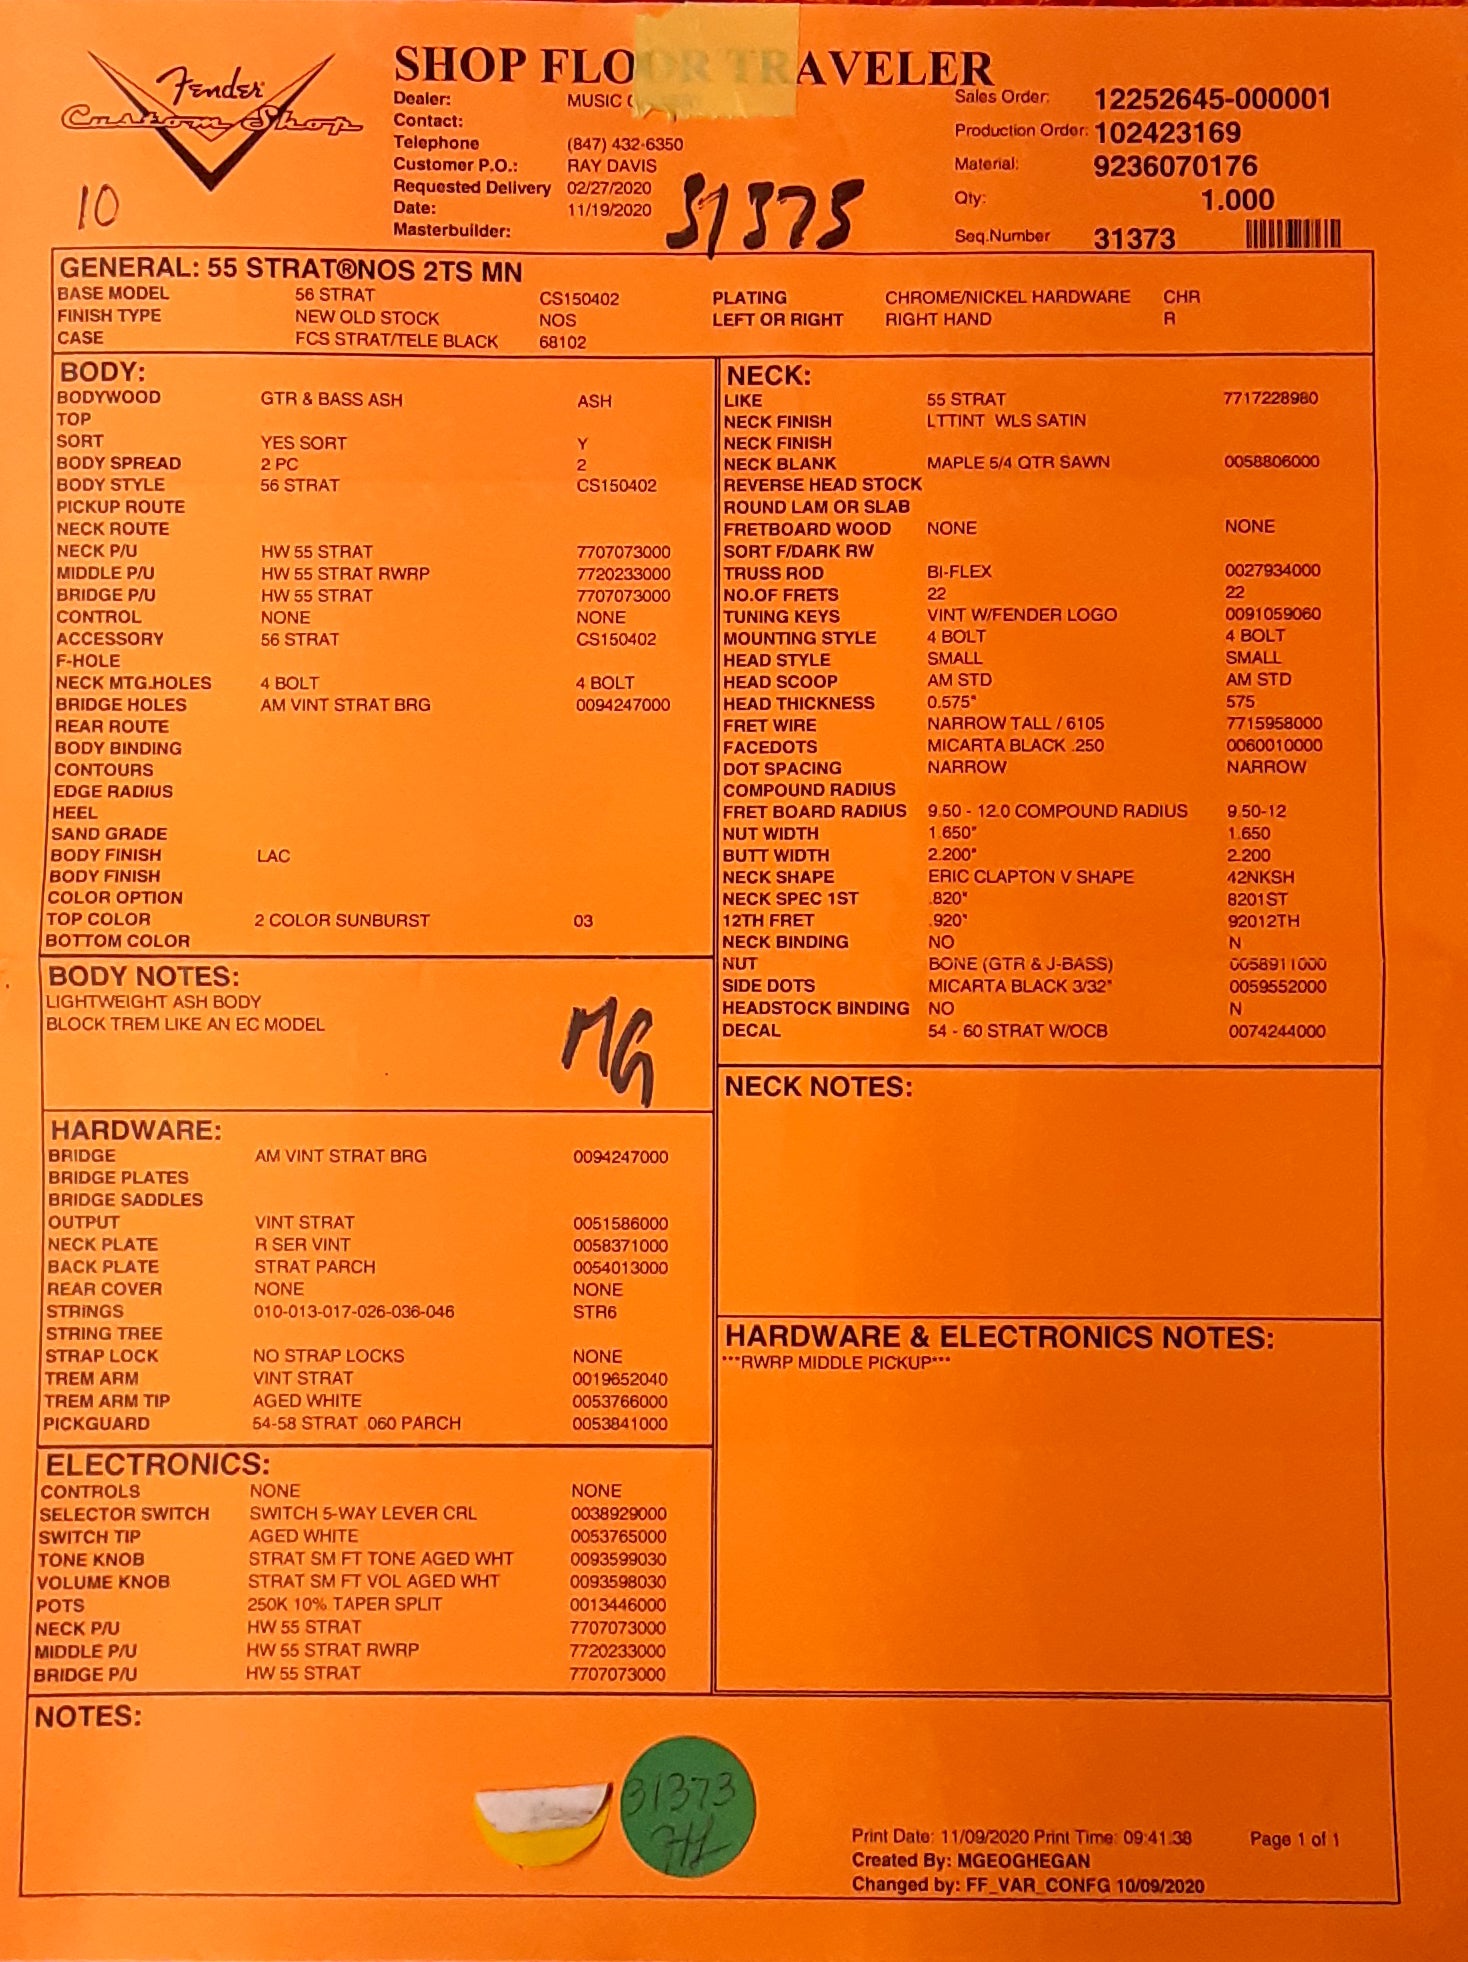 Fender
Custom Shop
SHOP FLOOR TRAVELER
Dealer: MUSIC
Contact:
Telephone (847) 432-6350
Customer P.O.: RAY DAVIS
Requested Delivery 02/27/2020
Date: 11/19/2020
Masterbuilder:
Sales Order: 12252645-000001
Production Order: 102423169
Material: 9236070176
Qty: 1.000
Seq.Number 31373
10
31373
GENERAL: 55 STRAT®NOS 2TS MN
BASE MODEL 56 STRAT CS150402 PLATING CHROME/NICKEL HARDWARE CHR
FINISH TYPE NEW OLD STOCK NOS LEFT OR RIGHT RIGHT HAND R
CASE FCS STRAT/TELE BLACK 68102
BODY:
BODYWOOD GTR & BASS ASH ASH
TOP
SORT YES SORT Y
BODY SPREAD 2 PC 2
BODY STYLE 56 STRAT CS150402
PICKUP ROUTE
NECK ROUTE
NECK P/U HW 55 STRAT 7707073000
MIDDLE P/U HW 55 STRAT RWRP 7720233000
BRIDGE P/U HW 55 STRAT 7707073000
CONTROL NONE NONE
ACCESSORY 56 STRAT CS150402
F-HOLE
NECK MTG.HOLES 4 BOLT 4 BOLT
BRIDGE HOLES AM VINT STRAT BRG 0094247000
REAR ROUTE
BODY BINDING
CONTOURS
EDGE RADIUS
HEEL
SAND GRADE
BODY FINISH LAC
BODY FINISH
COLOR OPTION
TOP COLOR 2 COLOR SUNBURST 03
BOTTOM COLOR
BODY NOTES:
LIGHTWEIGHT ASH BODY
BLOCK TREM LIKE AN EC MODEL
MG
HARDWARE:
BRIDGE AM VINT STRAT BRG 0094247000
BRIDGE PLATES
BRIDGE SADDLES
OUTPUT VINT STRAT 0051586000
NECK PLATE R SER VINT 0058371000
BACK PLATE STRAT PARCH 0054013000
REAR COVER NONE NONE
STRINGS 010-013-017-026-036-046 STR6
STRING TREE
STRAP LOCK NO STRAP LOCKS NONE
TREM ARM VINT STRAT 0019652040
TREM ARM TIP AGED WHITE 0053766000
PICKGUARD 54-58 STRAT .060 PARCH 0053841000
ELECTRONICS:
CONTROLS NONE NONE
SELECTOR SWITCH SWITCH 5-WAY LEVER CRL 0038929000
SWITCH TIP AGED WHITE 0053765000
TONE KNOB STRAT SM FT TONE AGED WHT 0093599030
VOLUME KNOB STRAT SM FT VOL AGED WHT 0093598030
POTS 250K 10% TAPER SPLIT 0013446000
NECK P/U HW 55 STRAT 7707073000
MIDDLE P/U HW 55 STRAT RWRP 7720233000
BRIDGE P/U HW 55 STRAT 7707073000
NECK:
LIKE 55 STRAT 7717228980
NECK FINISH LTTINT WLS SATIN
NECK FINISH
NECK BLANK MAPLE 5/4 QTR SAWN 0058806000
REVERSE HEAD STOCK
ROUND LAM OR SLAB
FRETBOARD WOOD NONE NONE
SORT F/DARK RW
TRUSS ROD BI-FLEX 0027934000
NO.OF FRETS 22 22
TUNING KEYS VINT W/FENDER LOGO 0091059060
MOUNTING STYLE 4 BOLT 4 BOLT
HEAD STYLE SMALL SMALL
HEAD SCOOP AM STD AM STD
HEAD THICKNESS 0.575" 575
FRET WIRE NARROW TALL / 6105 7715958000
FACEDOTS MICARTA BLACK .250 0060010000
DOT SPACING NARROW NARROW
COMPOUND RADIUS
FRET BOARD RADIUS 9.50 - 12.0 COMPOUND RADIUS 9.50-12
NUT WIDTH 1.650" 1.650
BUTT WIDTH 2.200" 2.200
NECK SHAPE ERIC CLAPTON V SHAPE 42NKSH
NECK SPEC 1ST .820" 8201ST
12TH FRET .920" 92012TH
NECK BINDING NO N
NUT BONE (GTR & J-BASS) 0058911000
SIDE DOTS MICARTA BLACK 3/32" 0059552000
HEADSTOCK BINDING NO N
DECAL 54 - 60 STRAT W/OCB 0074244000
NECK NOTES:
HARDWARE & ELECTRONICS NOTES:
***RWRP MIDDLE PICKUP***
NOTES:
31373
Print Date: 11/09/2020 Print Time: 09:41:38 Page 1 of 1
Created By: MGEOGHEGAN
Changed by: FF_VAR_CONFG 10/09/2020